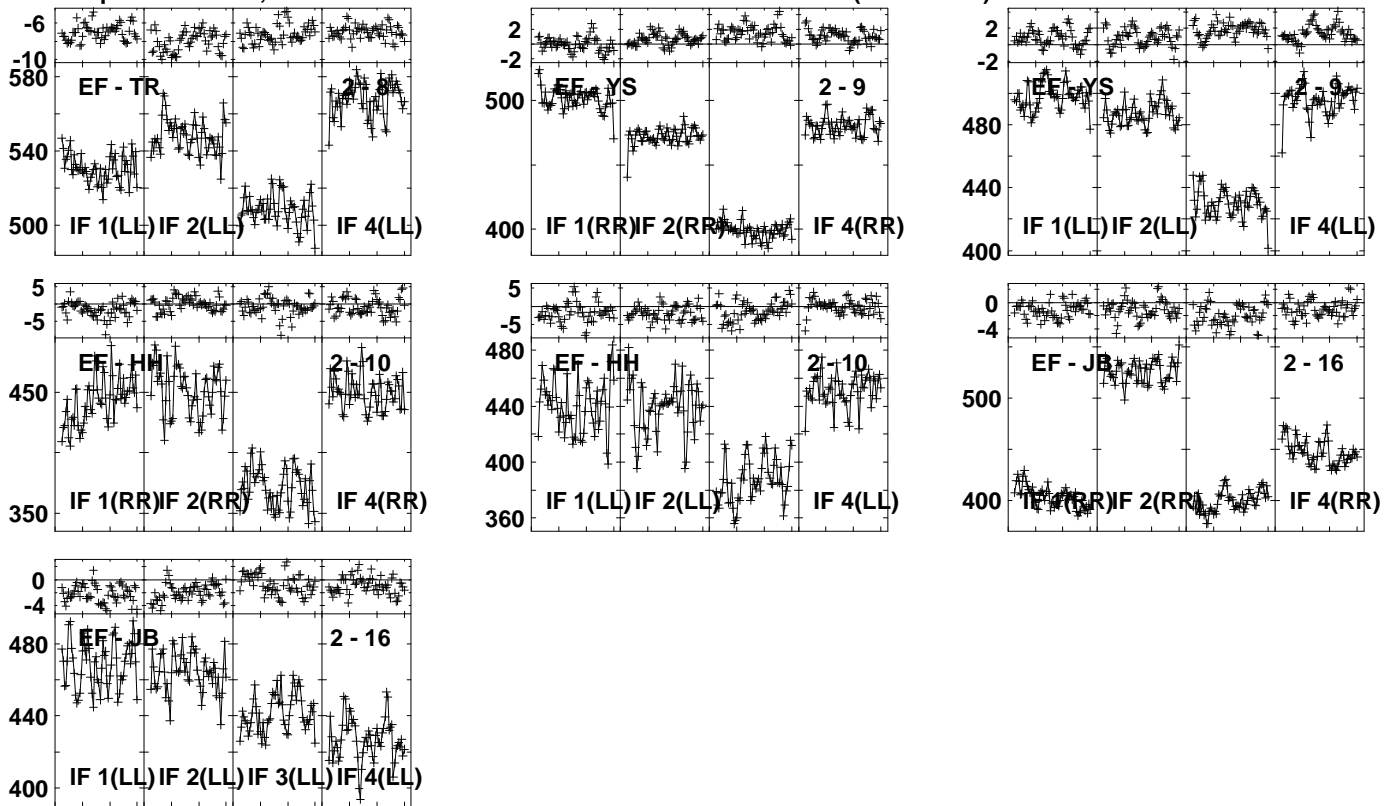 -6
-10
580
540
500
EF - TR
2 - 8
IF 1(LL) IF 2(LL) IF 4(LL)
2
-2
500
400
EF - YS
2 - 9
IF 1(RR) IF 2(RR) IF 4(RR)
2
-2
480
440
400
EF - YS
2 - 9
IF 1(LL) IF 2(LL) IF 4(LL)
5
-5
450
350
EF - HH
2 - 10
IF 1(RR) IF 2(RR) IF 4(RR)
5
-5
480
440
400
360
EF - HH
2 - 10
IF 1(LL) IF 2(LL) IF 4(LL)
0
-4
500
400
EF - JB
2 - 16
IF 1(RR) IF 2(RR) IF 4(RR)
0
-4
480
440
400
EF - JB
2 - 16
IF 1(LL) IF 2(LL) IF 3(LL) IF 4(LL)